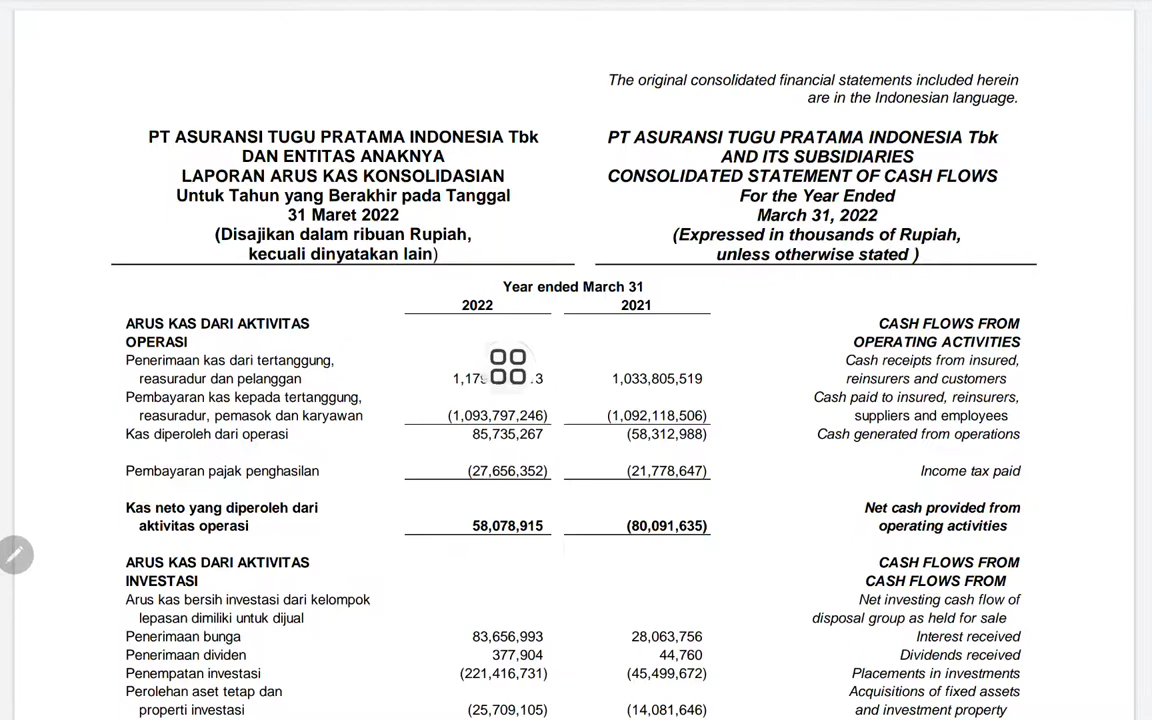 The original consolidated financial statements included herein
are in the Indonesian language.
PT ASURANSI TUGU PRATAMA INDONESIA Tbk
DAN ENTITAS ANAKNYA
LAPORAN ARUS KAS KONSOLIDASIAN
Untuk Tahun yang Berakhir pada Tanggal
31 Maret 2022
(Disajikan dalam ribuan Rupiah,
kecuali dinyatakan lain)
PT ASURANSI TUGU PRATAMA INDONESIA Tbk
AND ITS SUBSIDIARIES
CONSOLIDATED STATEMENT OF CASH FLOWS
For the Year Ended
March 31, 2022
(Expressed in thousands of Rupiah,
unless otherwise stated )
Year ended March 31
2022 2021
ARUS KAS DARI AKTIVITAS CASH FLOWS FROM
OPERASI OPERATING ACTIVITIES
Penerimaan kas dari tertanggung, Cash receipts from insured,
reasuradur dan pelanggan 1,033,805,519 reinsurers and customers
Pembayaran kas kepada tertanggung, Cash paid to insured, reinsurers,
reasuradur, pemasok dan karyawan (1,093,797,246) (1,092,118,506) suppliers and employees
Kas diperoleh dari operasi 85,735,267 (58,312,988) Cash generated from operations
Pembayaran pajak penghasilan (27,656,352) (21,778,647) Income tax paid
Kas neto yang diperoleh dari Net cash provided from
aktivitas operasi 58,078,915 (80,091,635) operating activities
ARUS KAS DARI AKTIVITAS CASH FLOWS FROM
INVESTASI CASH FLOWS FROM
Arus kas bersih investasi dari kelompok Net investing cash flow of
lepasan dimiliki untuk dijual disposal group as held for sale
Penerimaan bunga 83,656,993 28,063,756 Interest received
Penerimaan dividen 377,904 44,760 Dividends received
Penempatan investasi (221,416,731) (45,499,672) Placements in investments
Perolehan aset tetap dan Acquisitions of fixed assets
properti investasi (25,709,105) (14,081,646) and investment property